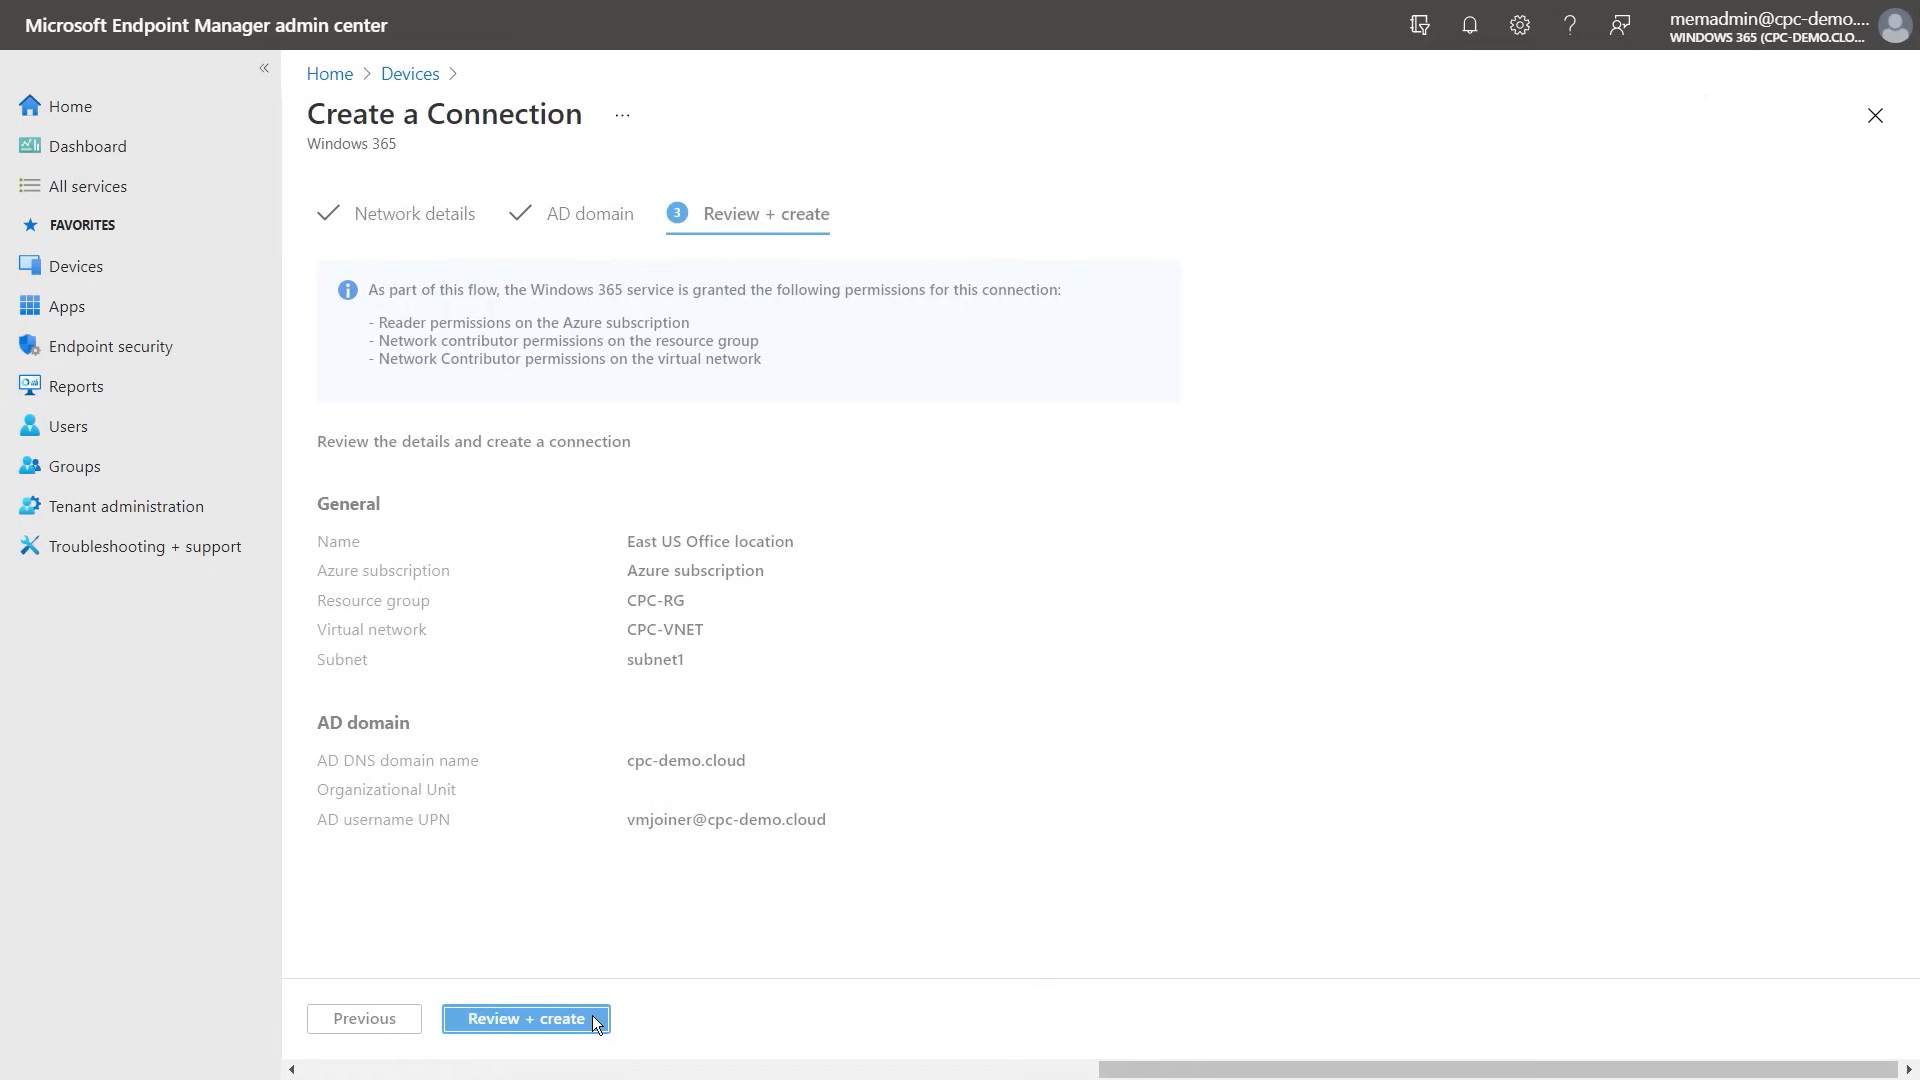 Microsoft Endpoint Manager admin center
memadmin@cpc-demo....
WINDOWS 365 (CPC-DEMO.CLO...
Home
Dashboard
All services
FAVORITES
Devices
Apps
Endpoint security
Reports
Users
Groups
Tenant administration
Troubleshooting + support
Home > Devices >
Create a Connection ...
Windows 365
Network details
AD domain
3 Review + create
As part of this flow, the Windows 365 service is granted the following permissions for this connection:
- Reader permissions on the Azure subscription
- Network contributor permissions on the resource group
- Network Contributor permissions on the virtual network
Review the details and create a connection
General
Name East US Office location
Azure subscription Azure subscription
Resource group CPC-RG
Virtual network CPC-VNET
Subnet subnet1
AD domain
AD DNS domain name cpc-demo.cloud
Organizational Unit
AD username UPN vmjoiner@cpc-demo.cloud
Previous
Review + create